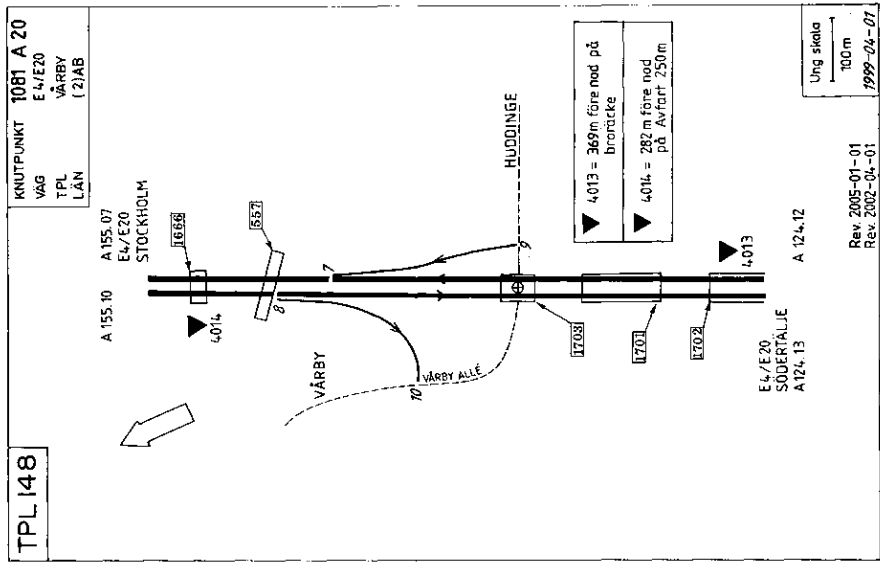 TPL 148
KNUTPUNKT 1081 A 20
VÄG E4/E20
TPL VÅRBY
LÄN (2)AB
A 155.10
A 155.07
E4/E20
STOCKHOLM
1666
4014
557
7
8
VÅRBY
10
VÅRBY ALLÉ
9
HUDDINGE
1703
1701
1702
4013
4013 = 369m före nod på
broräcke
4014 = 282m före nod
på Avfart 250m
E4/E20
SÖDERTÄLJE
A 124.13
A 124.12
Rev. 2005-01-01
Rev. 2002-04-01
Ung skala
100m
1999-04-01